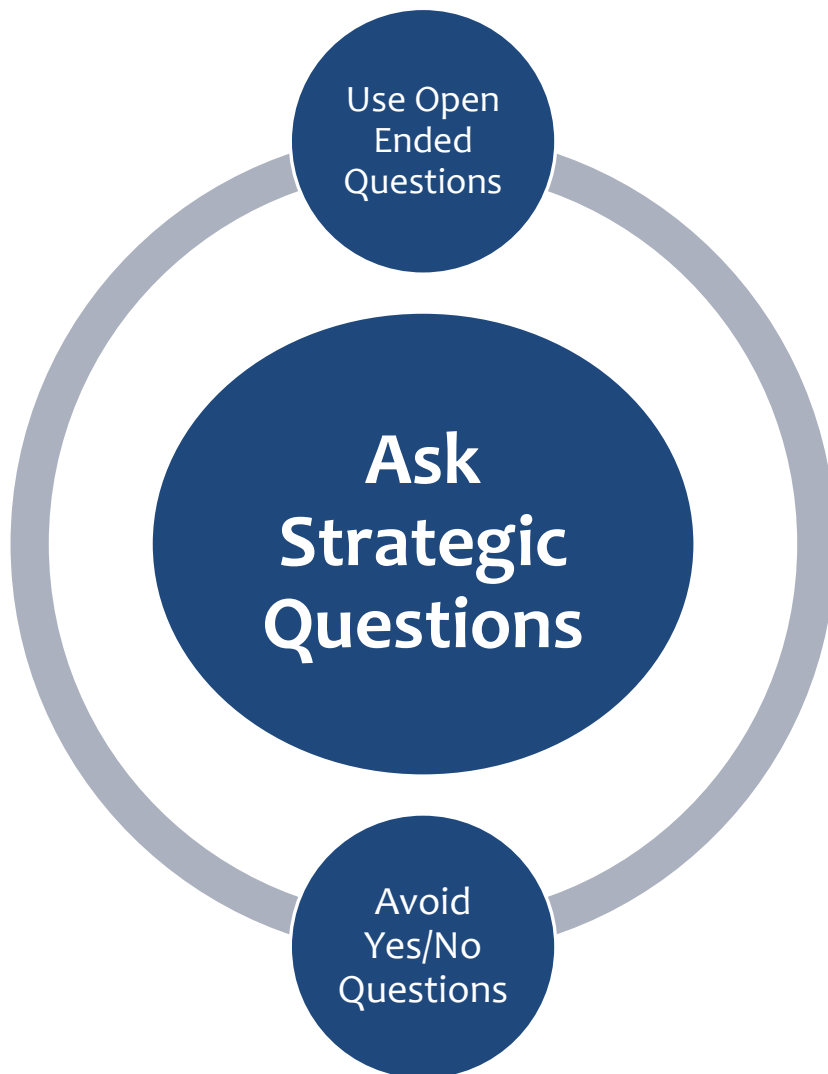 Use Open
Ended
Questions
Ask
Strategic
Questions
Avoid
Yes/No
Questions